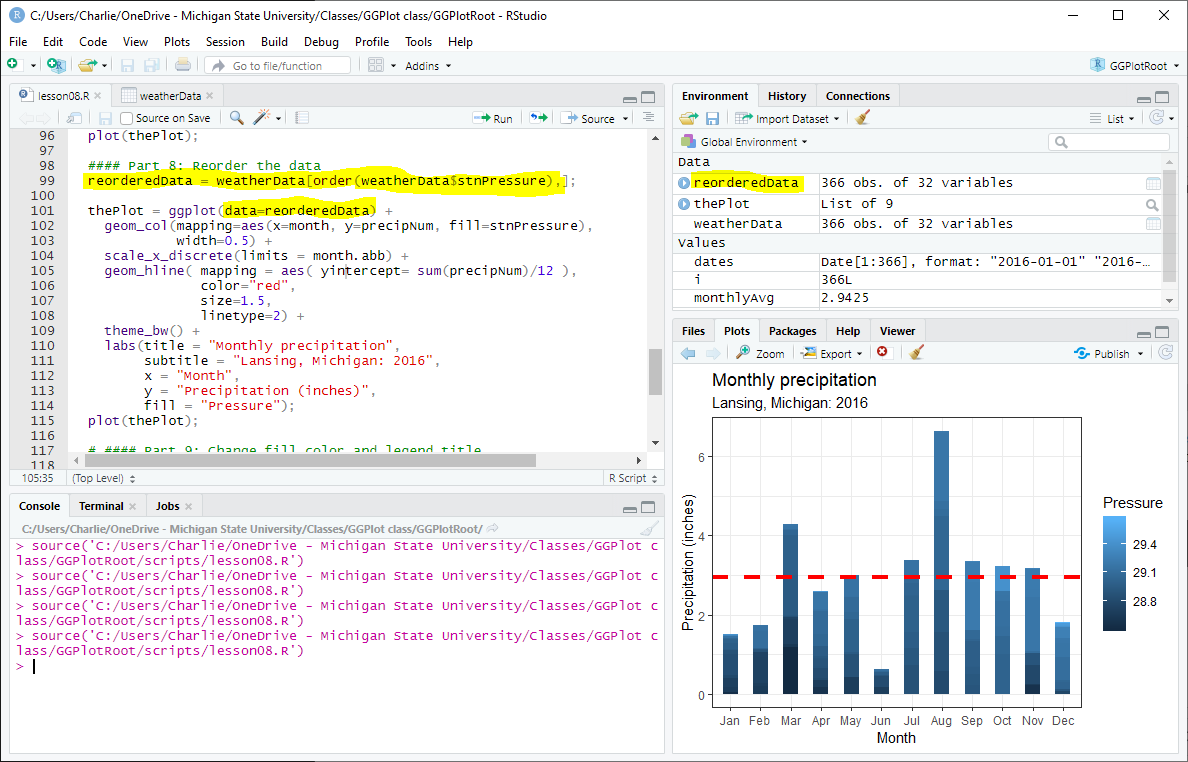 C:/Users/Charlie/OneDrive - Michigan State University/Classes/GGPlot class/GGPlotRoot - RStudio
File Edit Code View Plots Session Build Debug Profile Tools Help
Go to file/function Addins GGPlotRoot
lesson08.R weatherData
Source on Save Run Source
96 plot(thePlot);
97
98 #### Part 8: Reorder the data
99 reorderedData = weatherData[order(weatherData$stnPressure),];
100
101 thePlot = ggplot(data=reorderedData) +
102 geom_col(mapping=aes(x=month, y=precipNum, fill=stnPressure),
103 width=0.5) +
104 scale_x_discrete(limits = month.abb) +
105 geom_hline( mapping = aes( yintercept= sum(precipNum)/12 ),
106 color="red",
107 size=1.5,
108 linetype=2) +
109 theme_bw() +
110 labs(title = "Monthly precipitation",
111 subtitle = "Lansing, Michigan: 2016",
112 x = "Month",
113 y = "Precipitation (inches)",
114 fill = "Pressure");
115 plot(thePlot);
116
117 # #### Part 9: Change fill color and legend title
118
105:35 (Top Level) R Script
Console Terminal Jobs
C:/Users/Charlie/OneDrive - Michigan State University/Classes/GGPlot class/GGPlotRoot/
> source('C:/Users/Charlie/OneDrive - Michigan State University/Classes/GGPlot c
lass/GGPlotRoot/scripts/lesson08.R')
> source('C:/Users/Charlie/OneDrive - Michigan State University/Classes/GGPlot c
lass/GGPlotRoot/scripts/lesson08.R')
> source('C:/Users/Charlie/OneDrive - Michigan State University/Classes/GGPlot c
lass/GGPlotRoot/scripts/lesson08.R')
> source('C:/Users/Charlie/OneDrive - Michigan State University/Classes/GGPlot c
lass/GGPlotRoot/scripts/lesson08.R')
>
Environment History Connections
Import Dataset List
Global Environment
Data
reorderedData 366 obs. of 32 variables
thePlot List of 9
weatherData 366 obs. of 32 variables
Values
dates Date[1:366], format: "2016-01-01" "2016-…
i 366L
monthlyAvg 2.9425
Files Plots Packages Help Viewer
Zoom Export Publish
Monthly precipitation
Lansing, Michigan: 2016
Precipitation (inches)
6
4
2
0
Jan Feb Mar Apr May Jun Jul Aug Sep Oct Nov Dec
Month
Pressure
29.4
29.1
28.8